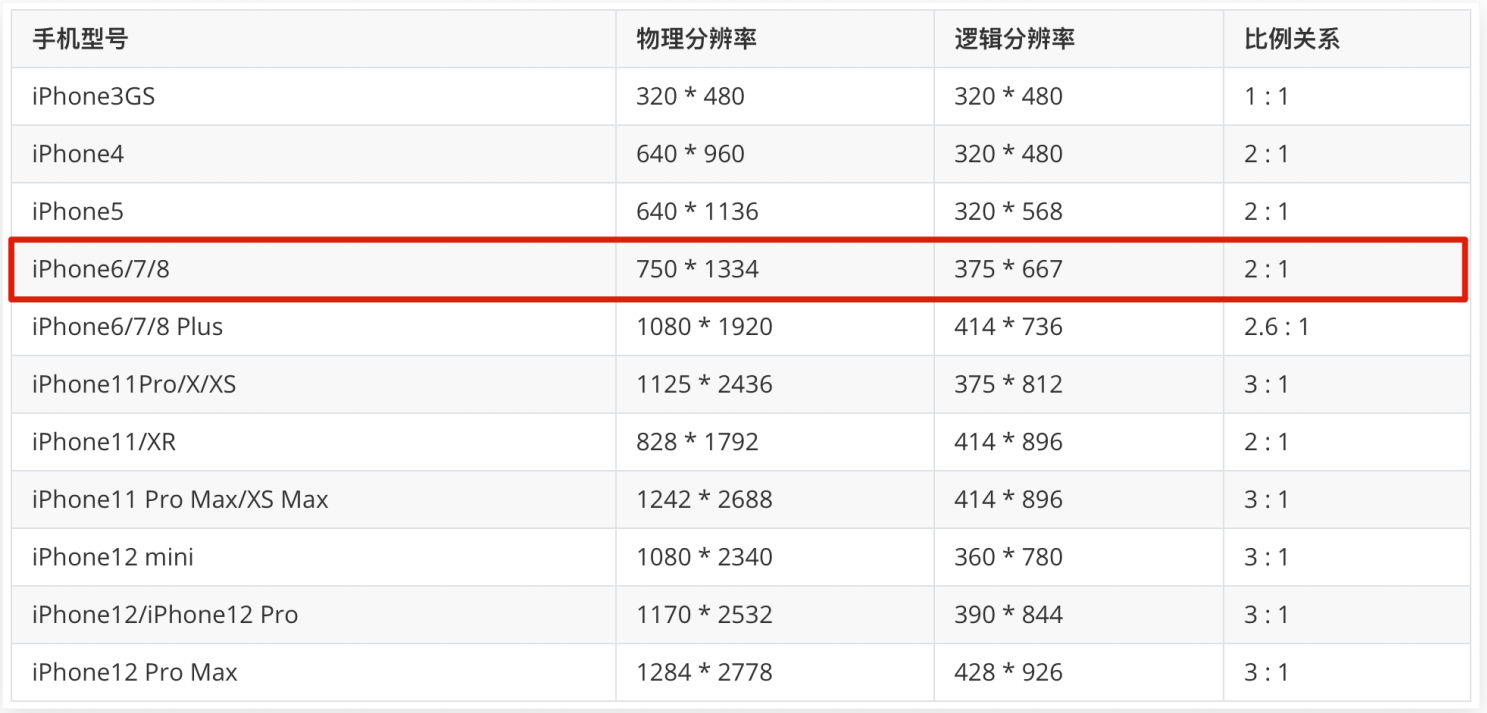 手机型号 物理分辨率 逻辑分辨率 比例关系
iPhone3GS 320 * 480 320 * 480 1 : 1
iPhone4 640 * 960 320 * 480 2 : 1
iPhone5 640 * 1136 320 * 568 2 : 1
iPhone6/7/8 750 * 1334 375 * 667 2 : 1
iPhone6/7/8 Plus 1080 * 1920 414 * 736 2.6 : 1
iPhone11Pro/X/XS 1125 * 2436 375 * 812 3 : 1
iPhone11/XR 828 * 1792 414 * 896 2 : 1
iPhone11 Pro Max/XS Max 1242 * 2688 414 * 896 3 : 1
iPhone12 mini 1080 * 2340 360 * 780 3 : 1
iPhone12/iPhone12 Pro 1170 * 2532 390 * 844 3 : 1
iPhone12 Pro Max 1284 * 2778 428 * 926 3 : 1